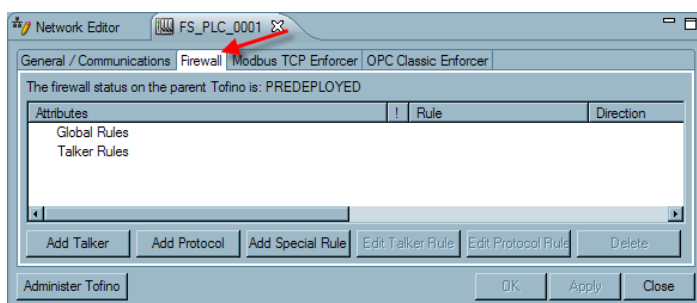 Network Editor FS_PLC_0001
General / Communications Firewall Modbus TCP Enforcer OPC Classic Enforcer
The firewall status on the parent Tofino is: PREDEPLOYED
Attributes ! Rule Direction
Global Rules
Talker Rules
Add Talker Add Protocol Add Special Rule Edit Talker Rule Edit Protocol Rule Delete
Administer Tofino OK Apply Close